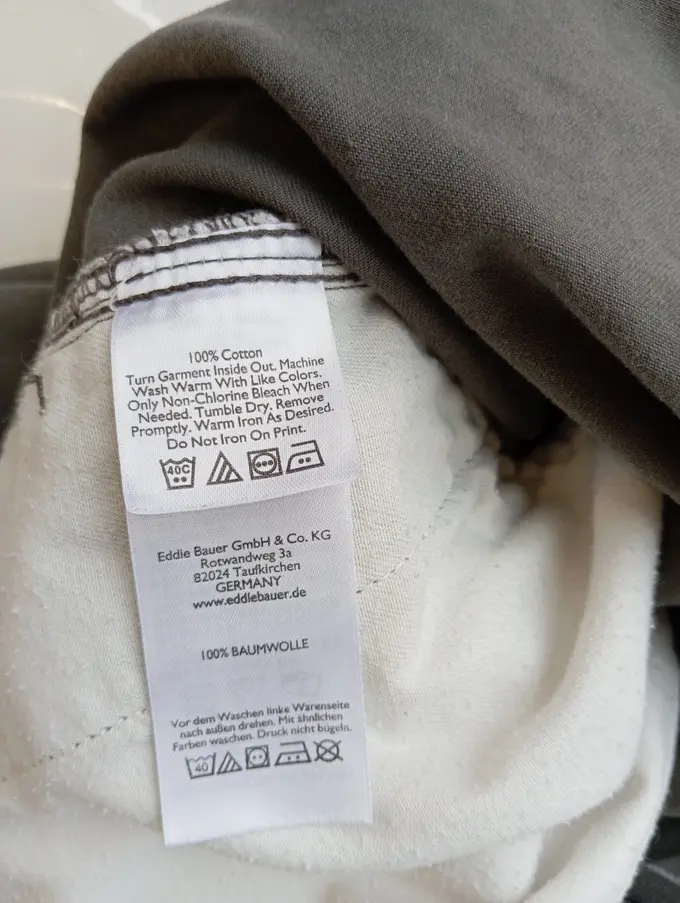 100% Cotton
Turn Garment Inside Out. Machine
Wash Warm With Like Colors.
Only Non-Chlorine Bleach When
Needed. Tumble Dry. Remove
Promptly. Warm Iron As Desired.
Do Not Iron On Print.
40C
Eddie Bauer GmbH & Co. KG
Rotwandweg 3a
82024 Taufkirchen
GERMANY
www.eddiebauer.de
100% BAUMWOLLE
Vor dem Waschen linke Warenseite
nach außen drehen. Mit ähnlichen
Farben waschen. Druck nicht bügeln.
40